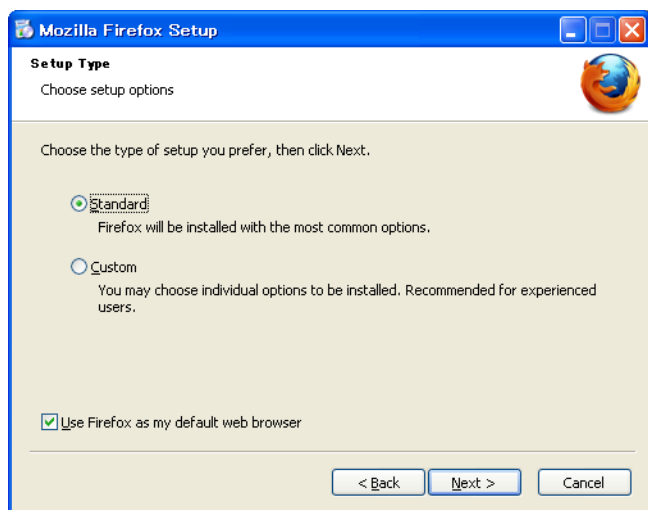 Mozilla Firefox Setup
Setup Type
Choose setup options
Choose the type of setup you prefer, then click Next.
Standard
Firefox will be installed with the most common options.
Custom
You may choose individual options to be installed. Recommended for experienced
users.
Use Firefox as my default web browser
< Back
Next >
Cancel